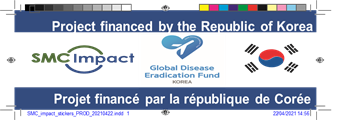 Project financed by the Republic of Korea
SMC Impact
Global Disease
Eradication Fund
KOREA
Projet financé par la république de Corée
SMC_impact_stickers_PROD_20210422.indd 1
22/04/2021 14:56